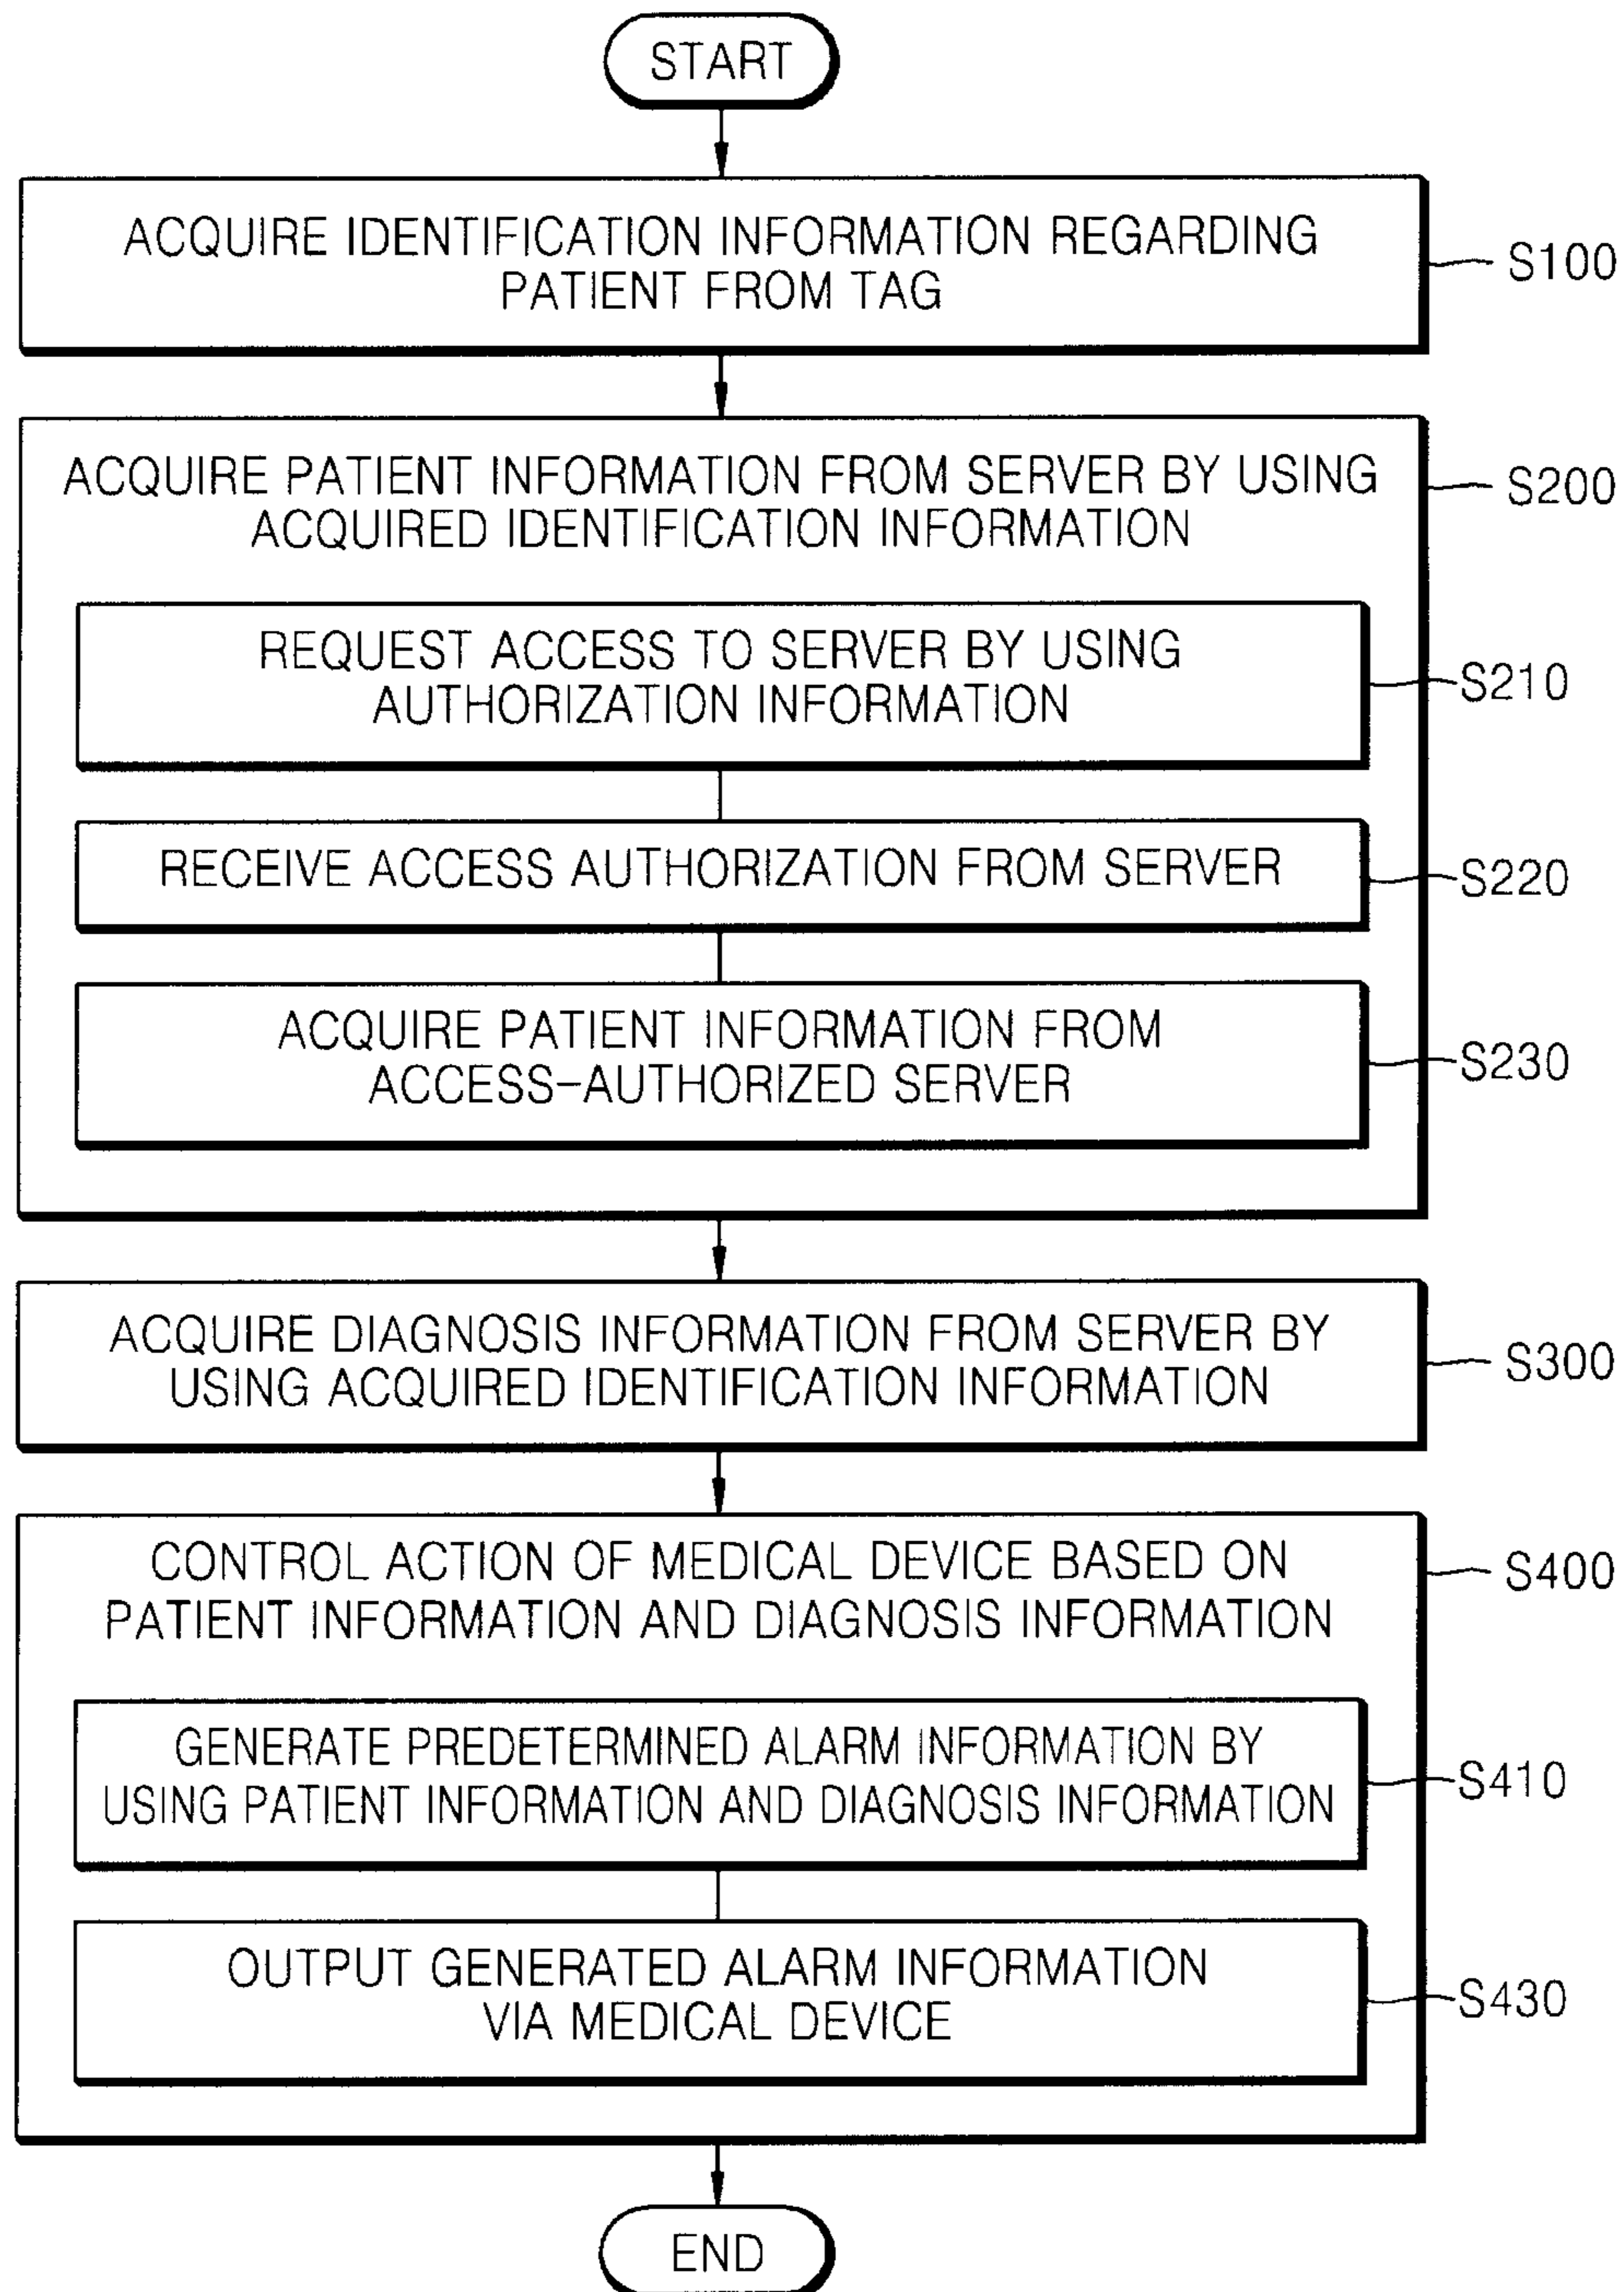 START
ACQUIRE IDENTIFICATION INFORMATION REGARDING
PATIENT FROM TAG
S100
ACQUIRE PATIENT INFORMATION FROM SERVER BY USING
ACQUIRED IDENTIFICATION INFORMATION
S200
REQUEST ACCESS TO SERVER BY USING
AUTHORIZATION INFORMATION
S210
RECEIVE ACCESS AUTHORIZATION FROM SERVER
S220
ACQUIRE PATIENT INFORMATION FROM
ACCESS-AUTHORIZED SERVER
S230
ACQUIRE DIAGNOSIS INFORMATION FROM SERVER BY
USING ACQUIRED IDENTIFICATION INFORMATION
S300
CONTROL ACTION OF MEDICAL DEVICE BASED ON
PATIENT INFORMATION AND DIAGNOSIS INFORMATION
S400
GENERATE PREDETERMINED ALARM INFORMATION BY
USING PATIENT INFORMATION AND DIAGNOSIS INFORMATION
S410
OUTPUT GENERATED ALARM INFORMATION
VIA MEDICAL DEVICE
S430
END